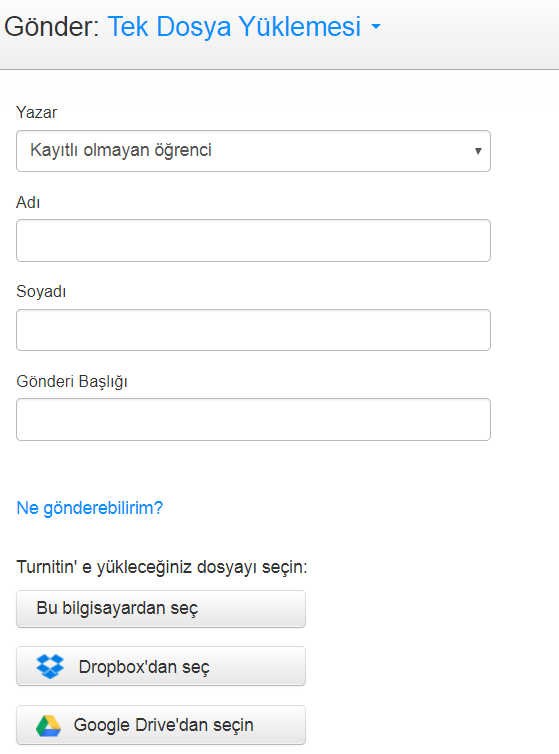 Gönder: Tek Dosya Yüklemesi
Yazar
Kayıtlı olmayan öğrenci
Adı
Soyadı
Gönderi Başlığı
Ne gönderebilirim?
Turnitin' e yükleceğiniz dosyayı seçin:
Bu bilgisayardan seç
Dropbox'dan seç
Google Drive'dan seçin